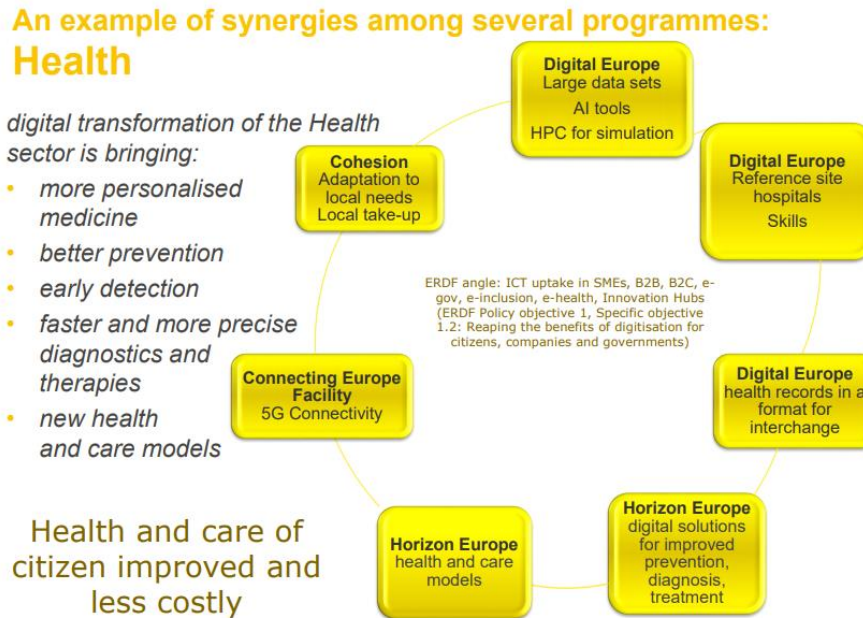 An example of synergies among several programmes:
Health
digital transformation of the Health
sector is bringing:
• more personalised
medicine
• better prevention
• early detection
• faster and more precise
diagnostics and
therapies
• new health
and care models
Health and care of
citizen improved and
less costly
Digital Europe
Large data sets
AI tools
HPC for simulation
Digital Europe
Reference site
hospitals
Skills
Digital Europe
health records in a
format for
interchange
Horizon Europe
digital solutions
for improved
prevention,
diagnosis,
treatment
Horizon Europe
health and care
models
Connecting Europe
Facility
5G Connectivity
Cohesion
Adaptation to
local needs
Local take-up
ERDF angle: ICT uptake in SMEs, B2B, B2C, e-
gov, e-inclusion, e-health, Innovation Hubs
(ERDF Policy objective 1, Specific objective
1.2: Reaping the benefits of digitisation for
citizens, companies and governments)